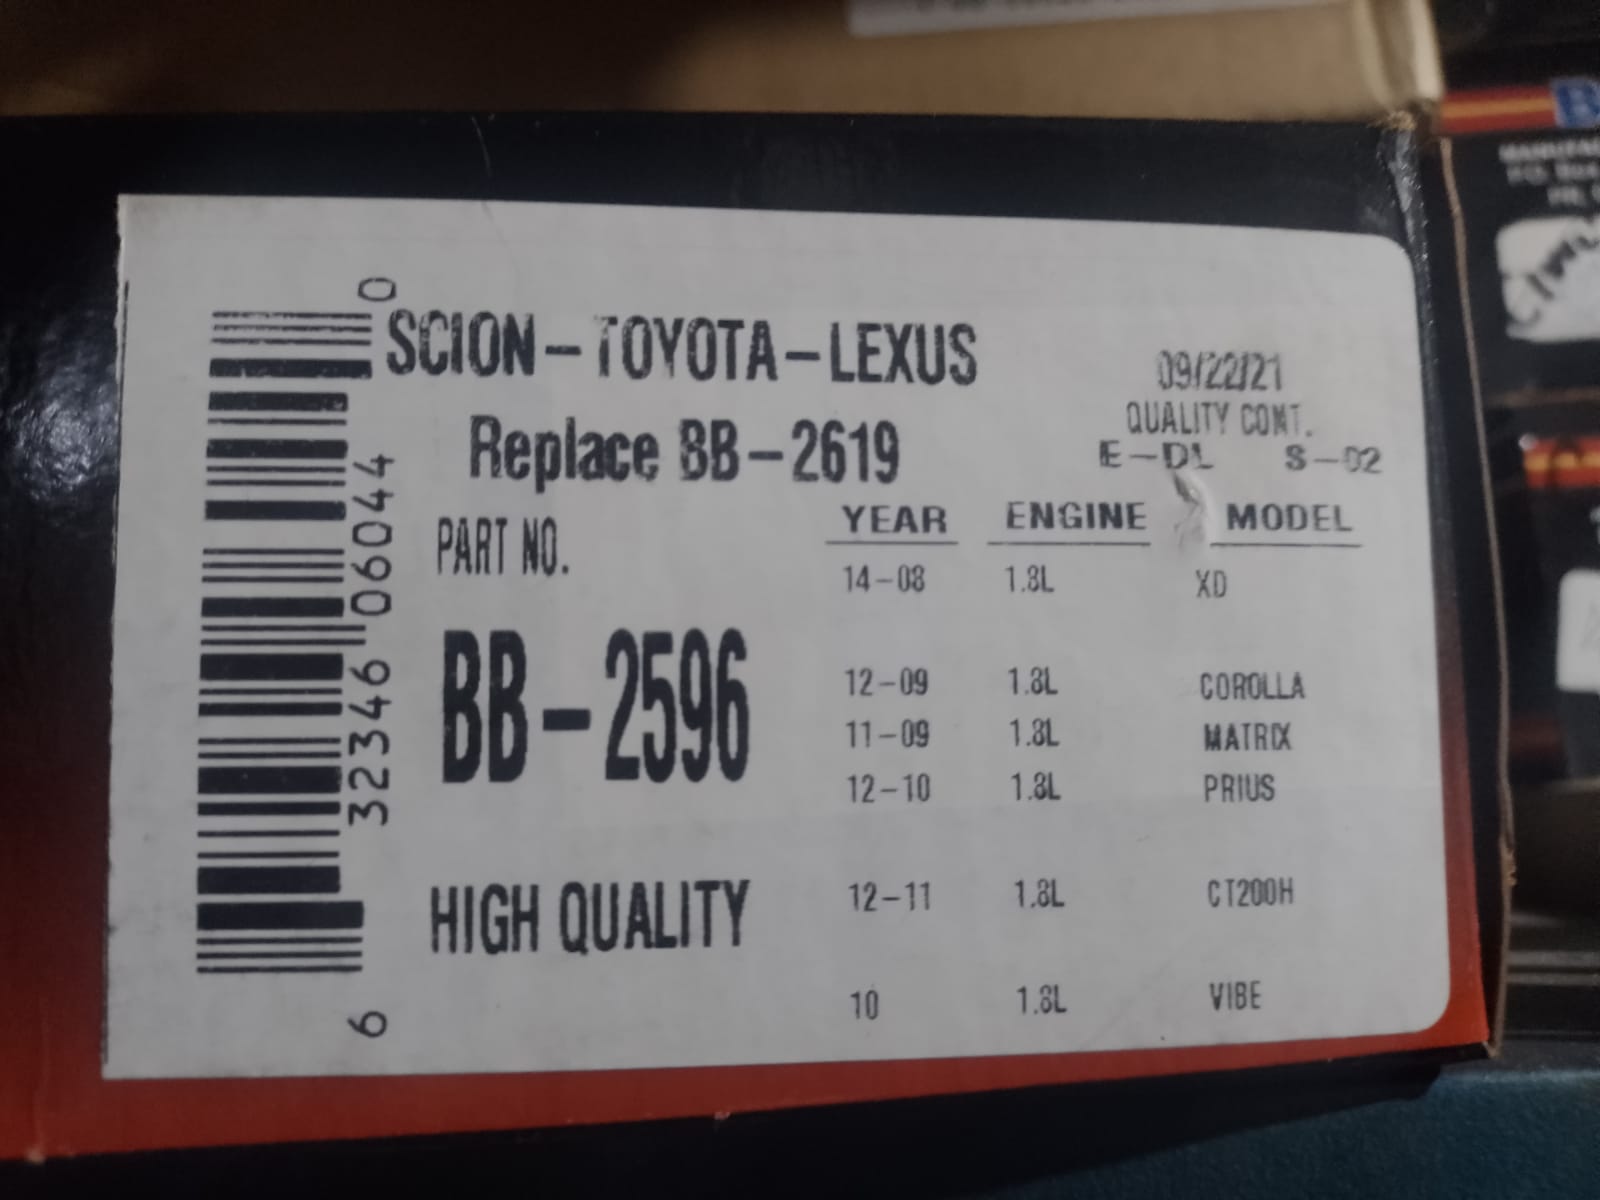 SCION-TOYOTA-LEXUS
Replace BB-2619
PART NO.
BB-2596
HIGH QUALITY
09/22/21
QUALITY CONT.
E-DL S-02
YEAR ENGINE MODEL
14-08 1.8L XD
12-09 1.8L COROLLA
11-09 1.8L MATRIX
12-10 1.8L PRIUS
12-11 1.8L CT200H
10 1.8L VIBE
6 32346 06044 0